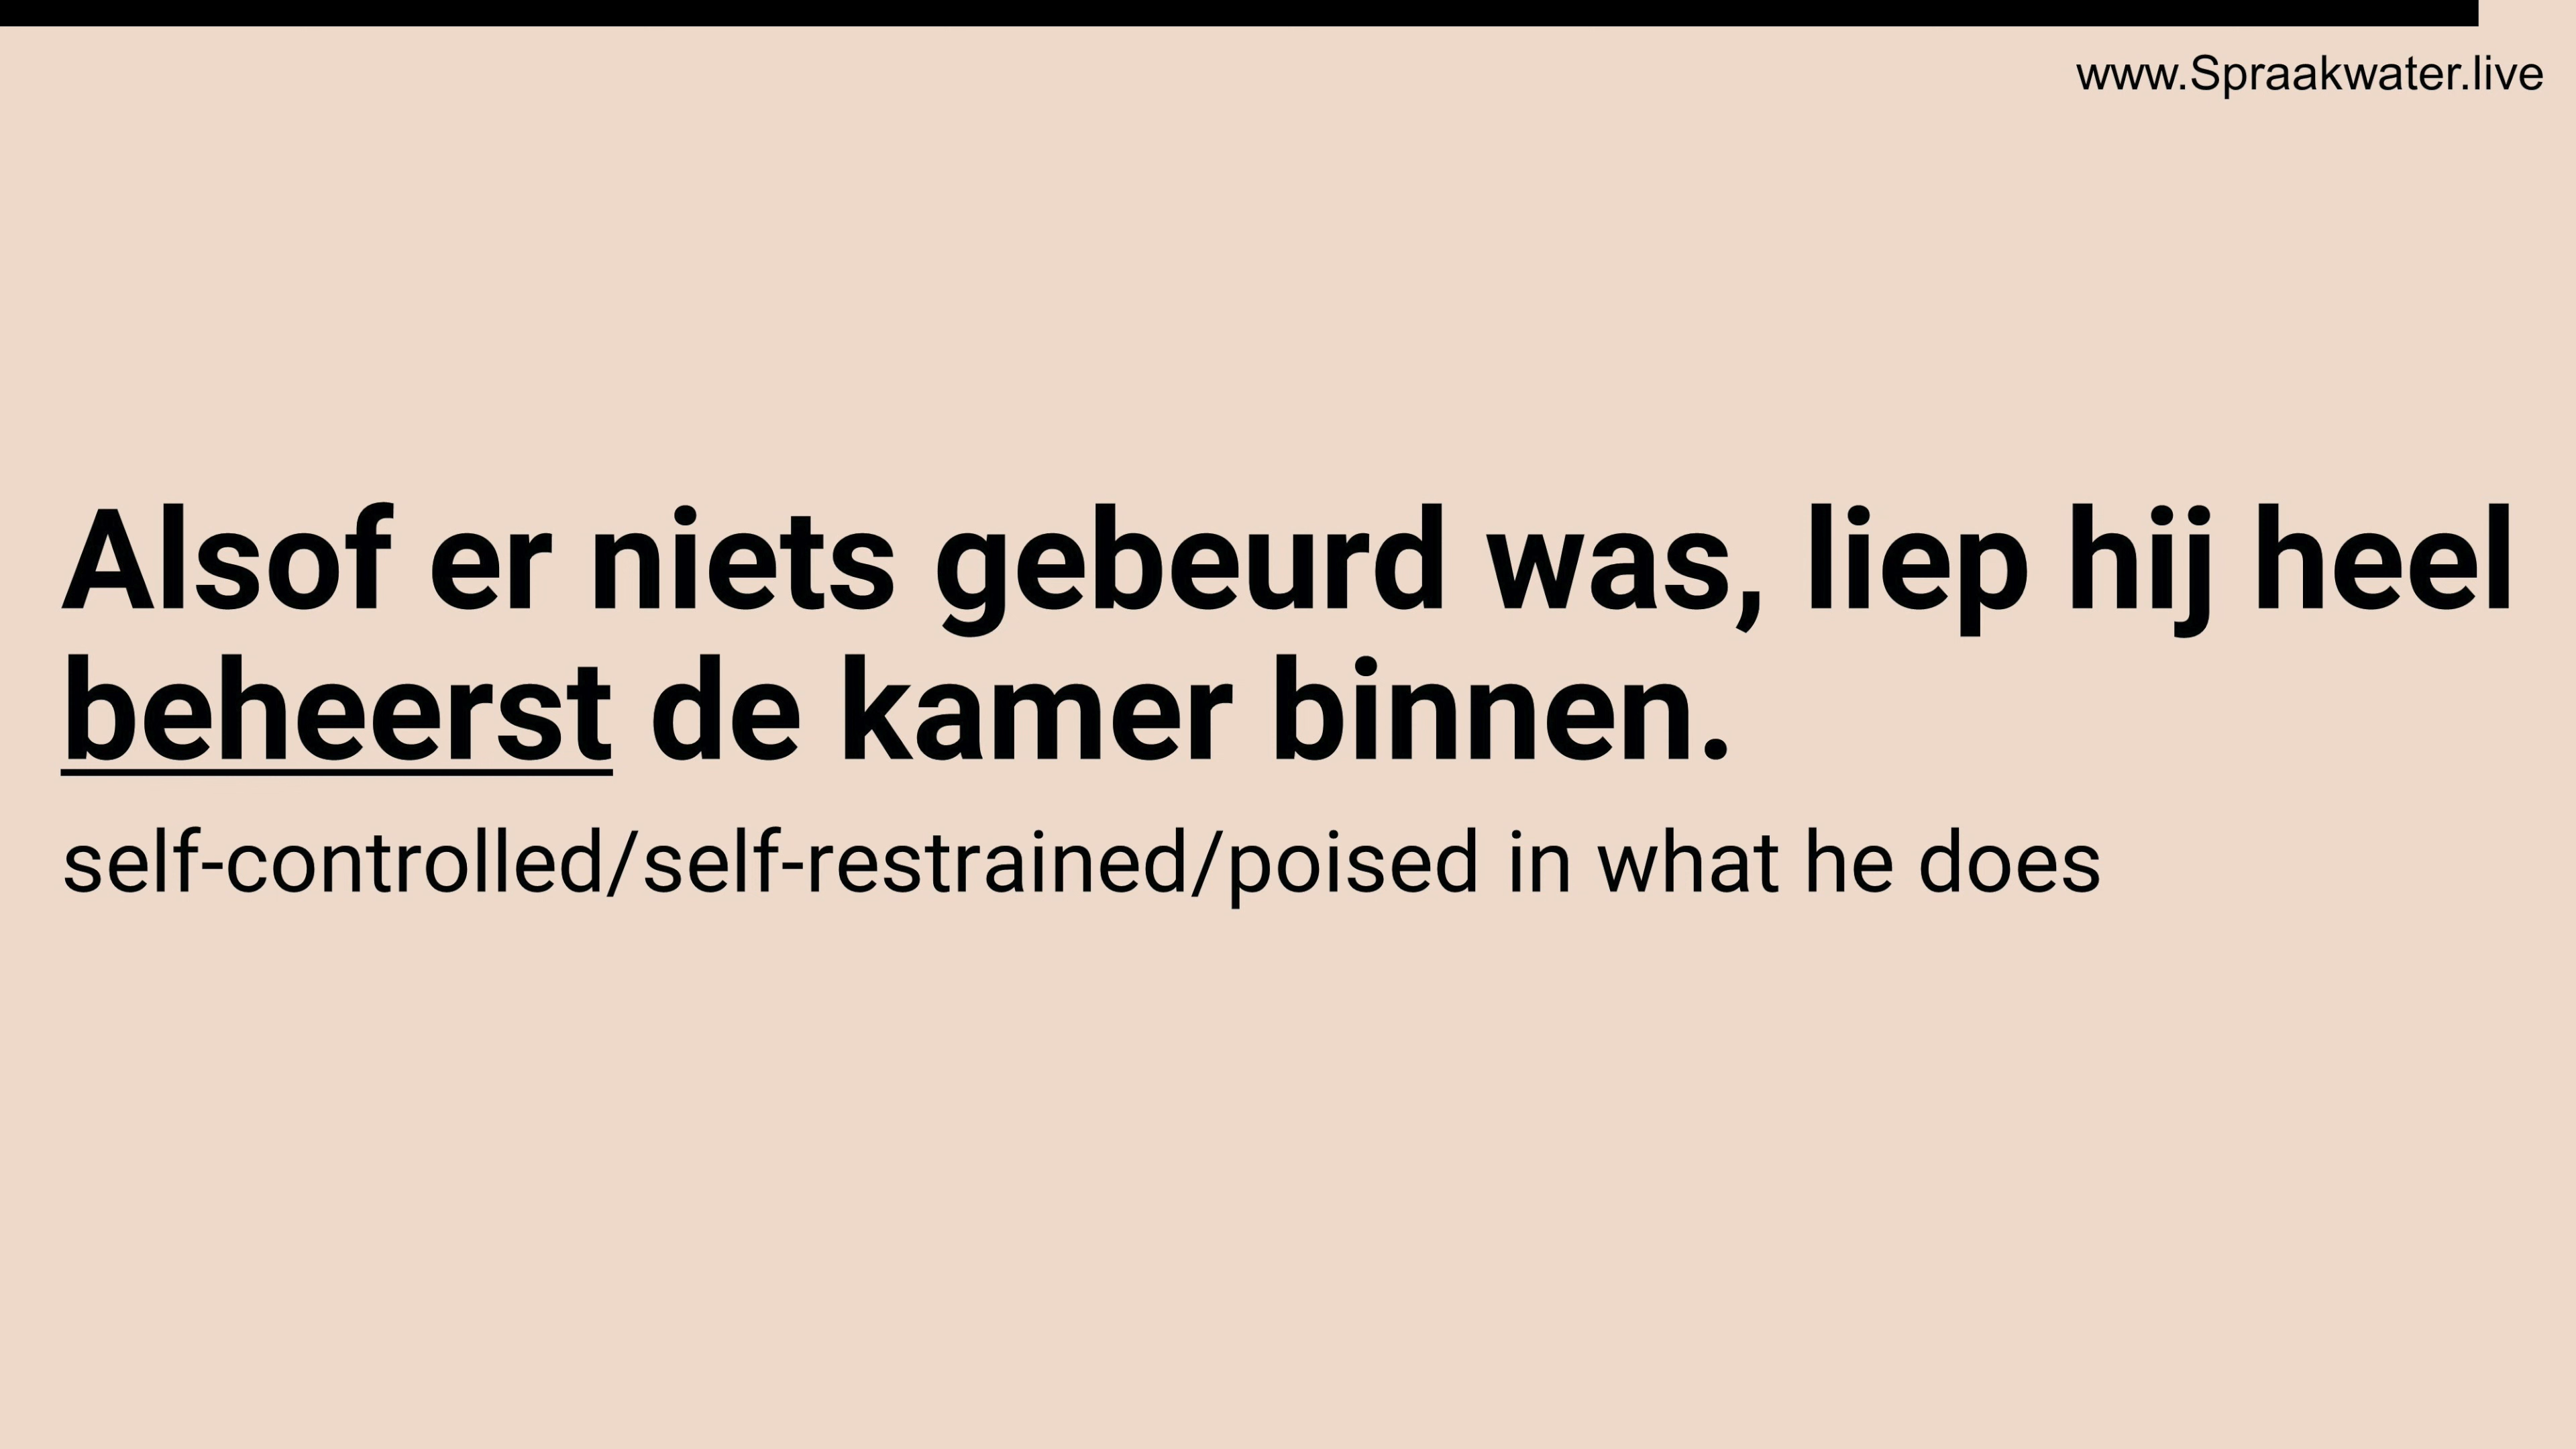 www.Spraakwater.live
Alsof er niets gebeurd was, liep hij heel
beheerst de kamer binnen.
self-controlled/self-restrained/poised in what he does